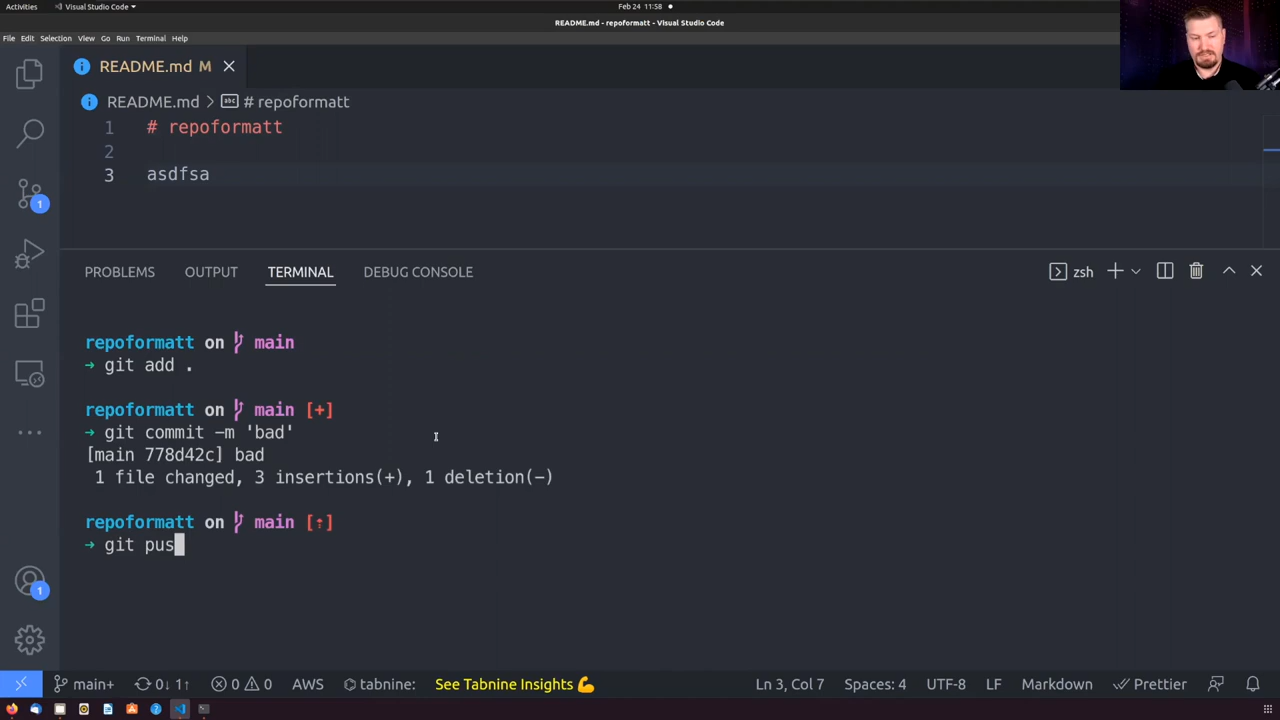 Activities Visual Studio Code Feb 24 11:58
README.md - repoformatt - Visual Studio Code
File Edit Selection View Go Run Terminal Help
README.md M
README.md > # repoformatt
1 # repoformatt
2
3 asdfsa
1
PROBLEMS OUTPUT TERMINAL DEBUG CONSOLE zsh
repoformatt on main
→ git add .
repoformatt on main [+]
→ git commit -m 'bad'
[main 778d42c] bad
1 file changed, 3 insertions(+), 1 deletion(-)
repoformatt on main [↑]
→ git pus
1
main+ 0↓ 1↑ 0 0 AWS tabnine: See Tabnine Insights 💪 Ln 3, Col 7 Spaces: 4 UTF-8 LF Markdown Prettier